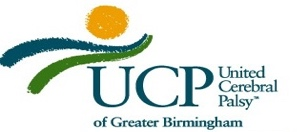 UCP
United
Cerebral
Palsy™
of Greater Birmingham